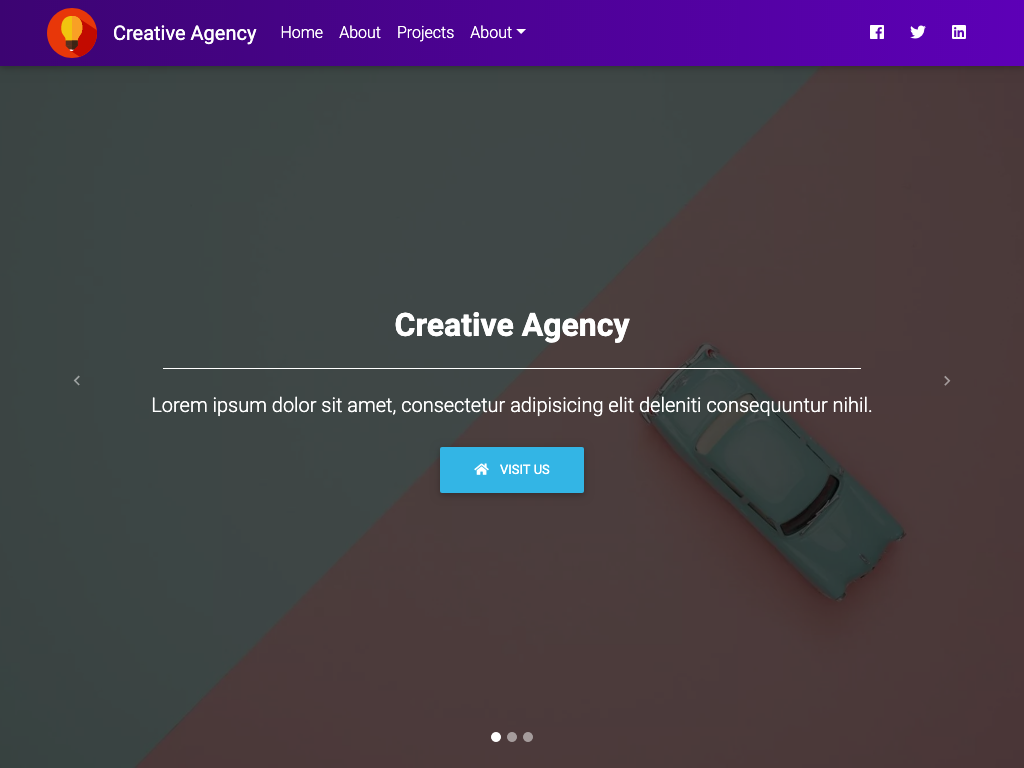 Creative Agency Home About Projects About
Creative Agency
Lorem ipsum dolor sit amet, consectetur adipisicing elit deleniti consequuntur nihil.
VISIT US